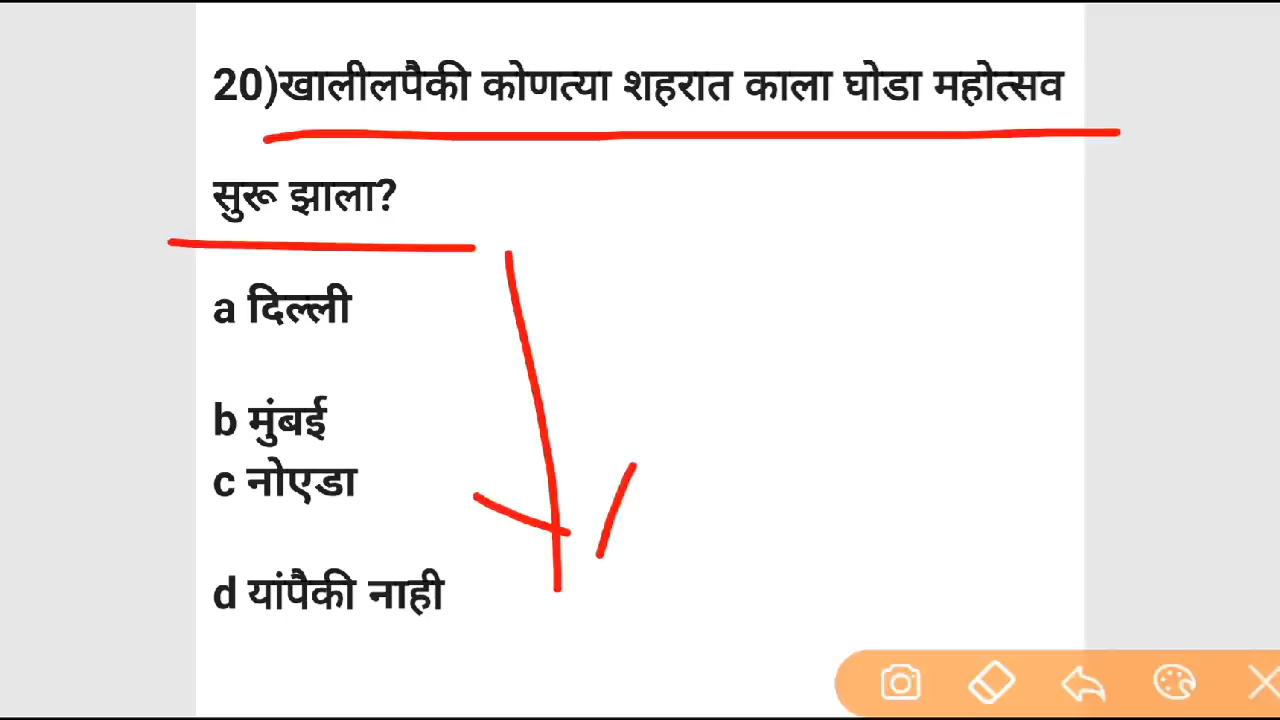 20)खालीलपैकी कोणत्या शहरात काला घोडा महोत्सव
सुरू झाला?
a दिल्ली
b मुंबई
c नोएडा
d यांपैकी नाही